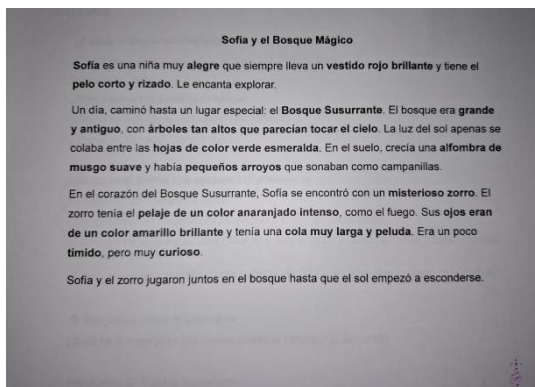 Sofía y el Bosque Mágico
Sofía es una niña muy alegre que siempre lleva un vestido rojo brillante y tiene el
pelo corto y rizado. Le encanta explorar.
Un día, caminó hasta un lugar especial: el Bosque Susurrante. El bosque era grande
y antiguo, con árboles tan altos que parecían tocar el cielo. La luz del sol apenas se
colaba entre las hojas de color verde esmeralda. En el suelo, crecía una alfombra de
musgo suave y había pequeños arroyos que sonaban como campanillas.
En el corazón del Bosque Susurrante, Sofía se encontró con un misterioso zorro. El
zorro tenía el pelaje de un color anaranjado intenso, como el fuego. Sus ojos eran
de un color amarillo brillante y tenía una cola muy larga y peluda. Era un poco
tímido, pero muy curioso.
Sofía y el zorro jugaron juntos en el bosque hasta que el sol empezó a esconderse.